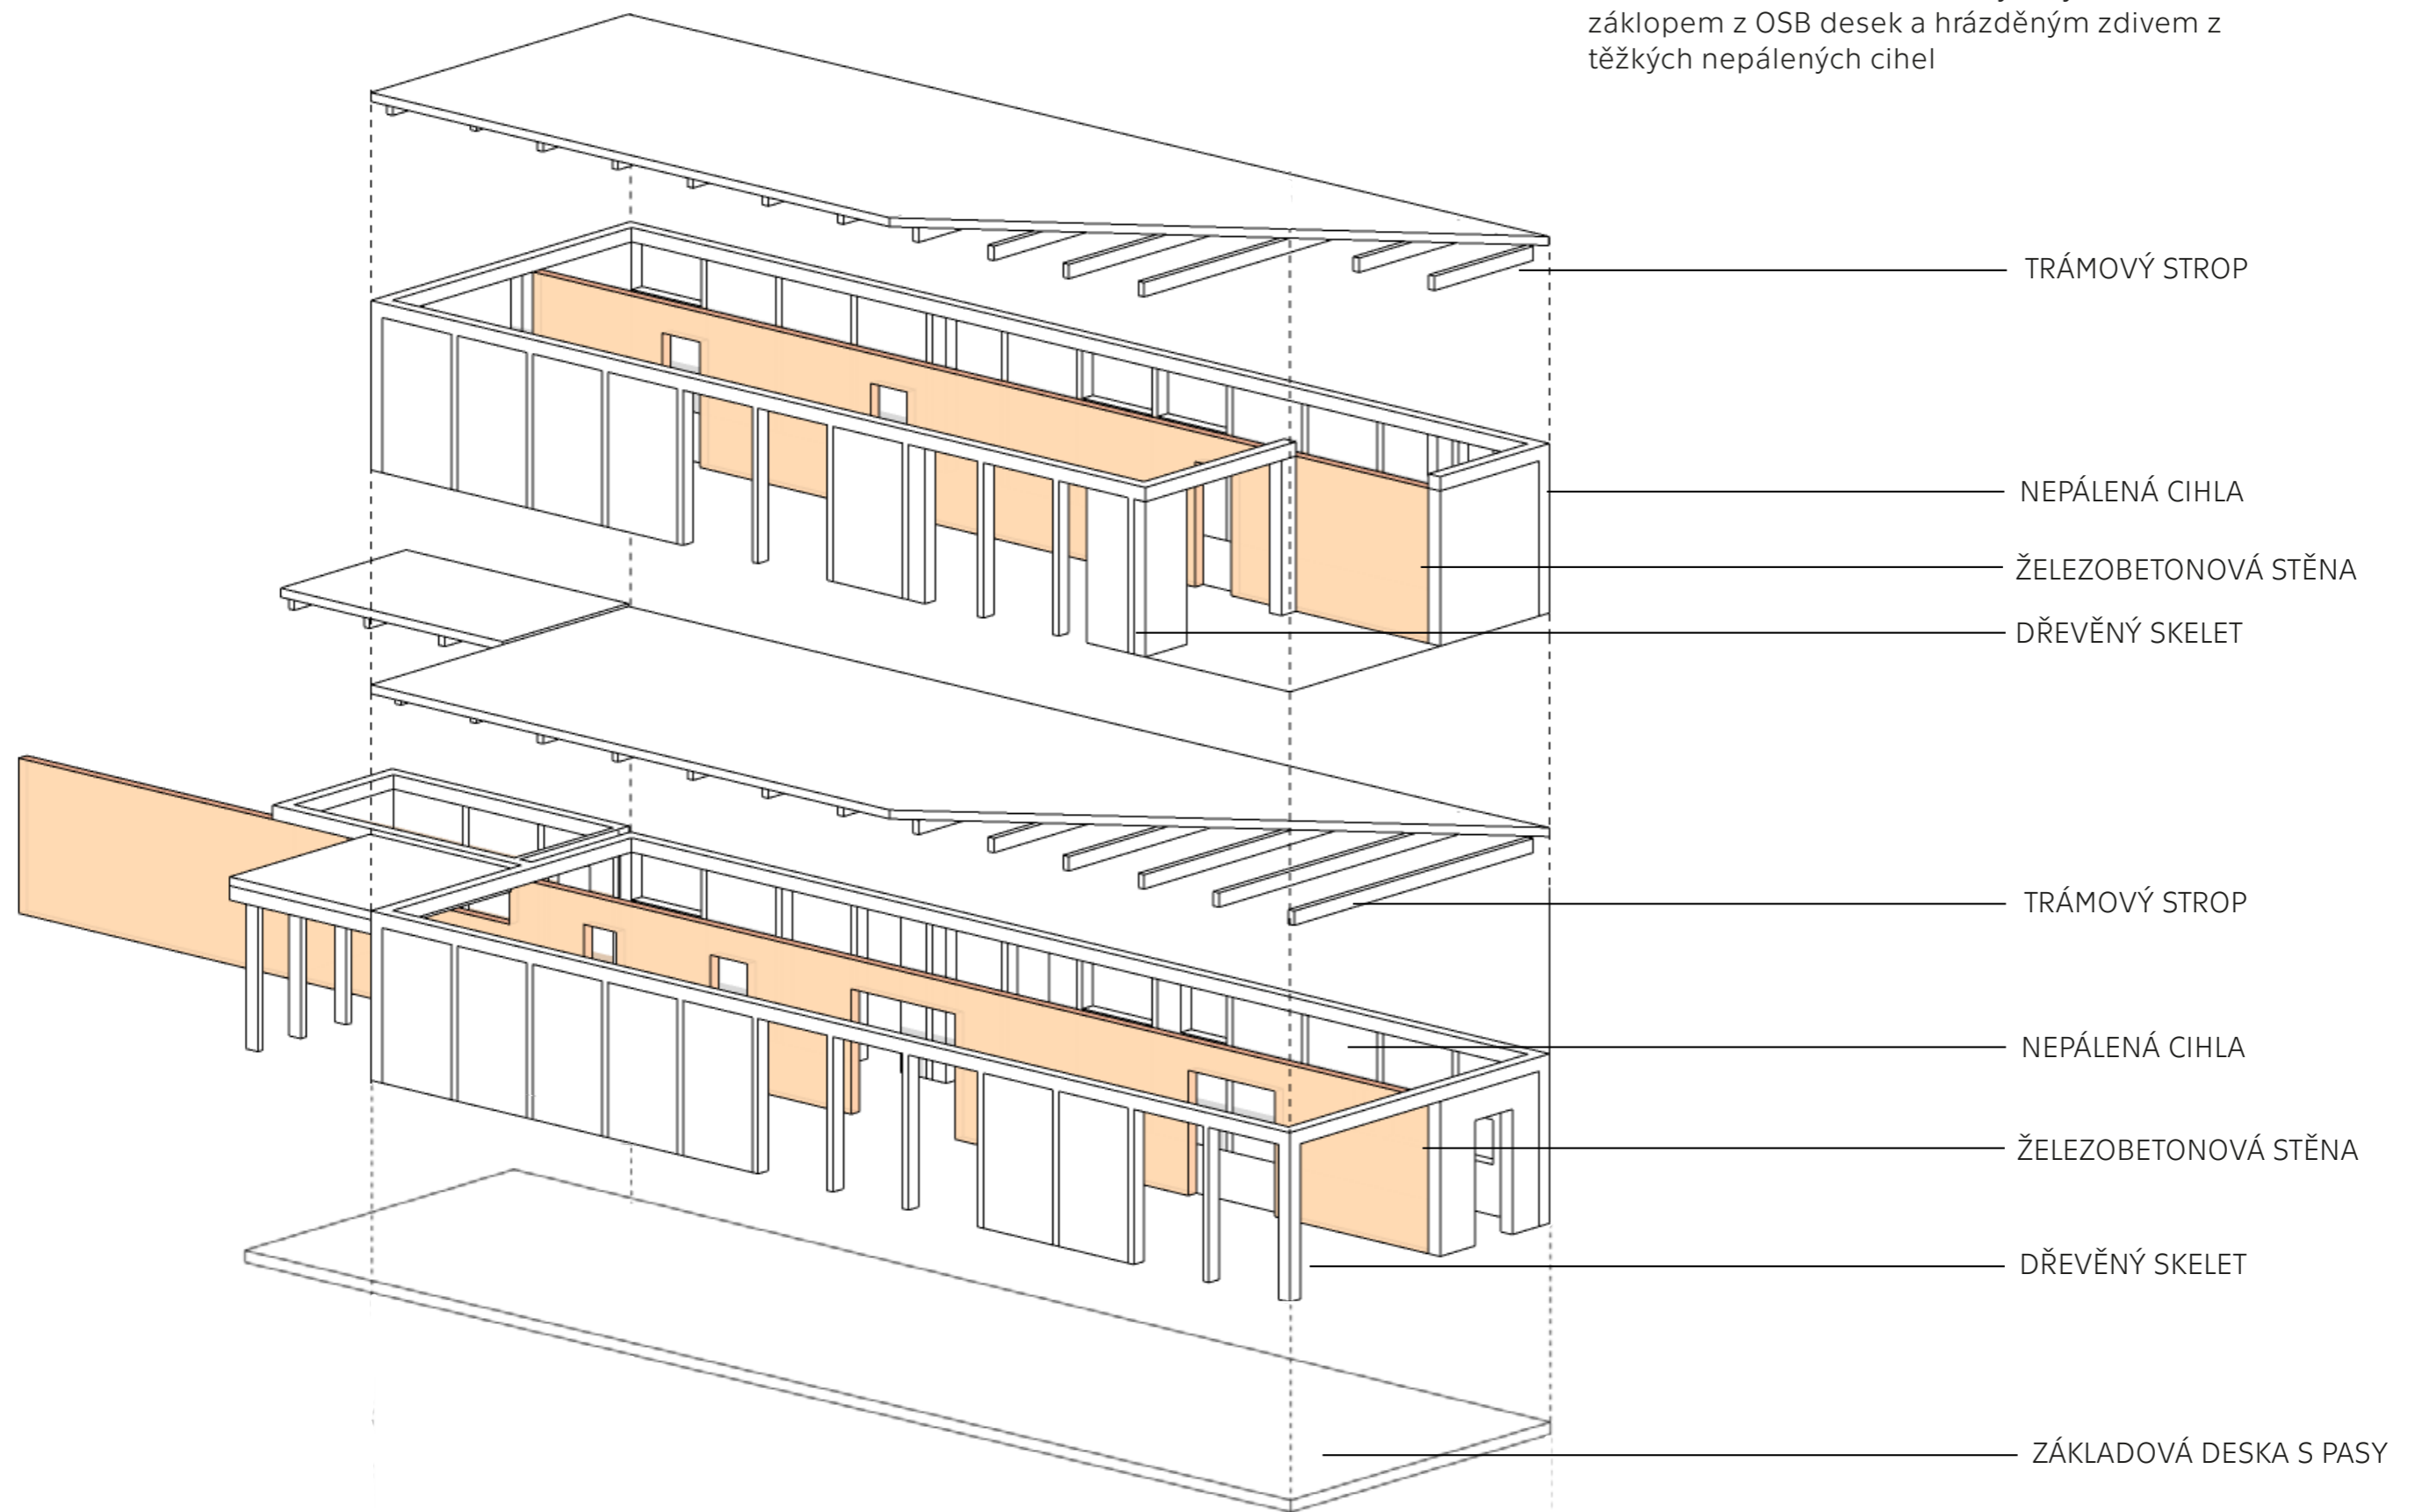 záklopem z OSB desek a hrázděným zdivem z
těžkých nepálených cihel
TRÁMOVÝ STROP
NEPÁLENÁ CIHLA
ŽELEZOBETONOVÁ STĚNA
DŘEVĚNÝ SKELET
TRÁMOVÝ STROP
NEPÁLENÁ CIHLA
ŽELEZOBETONOVÁ STĚNA
DŘEVĚNÝ SKELET
ZÁKLADOVÁ DESKA S PASY